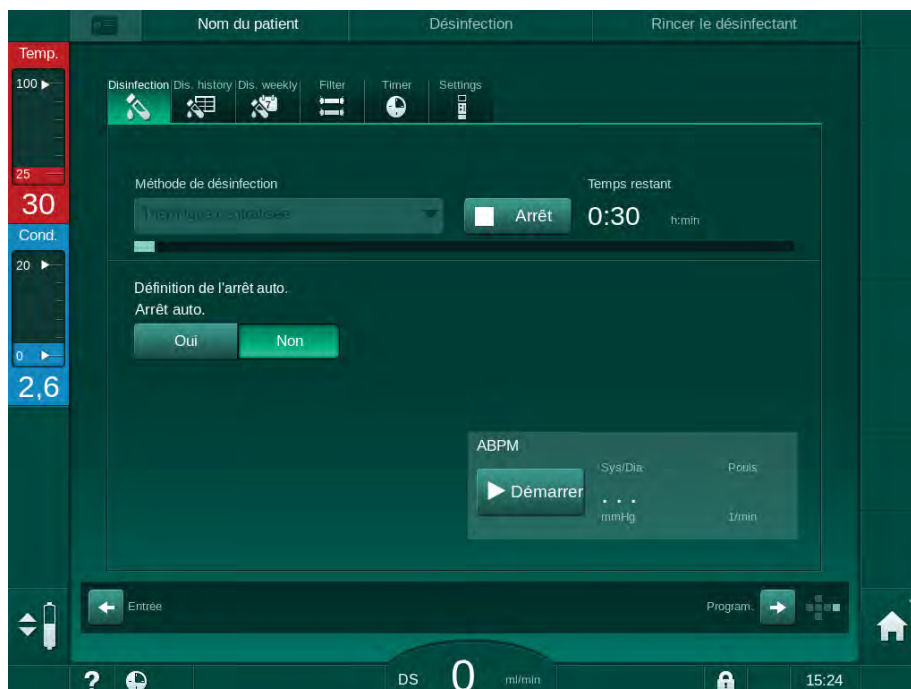 Nom du patient Désinfection Rincer le désinfectant
Temp.
100
25
30
Cond.
20
0
2,6
Disinfection Dis. history Dis. weekly Filter Timer Settings
7
Méthode de désinfection
Temps restant
Arrêt
0:30 h:min
Définition de l'arrêt auto.
Arrêt auto.
Oui Non
ABPM
Sys/Dia Pouls
Démarrer
. . .
mmHg 1/min
Entrée Program.
? DS 0 ml/min 15:24